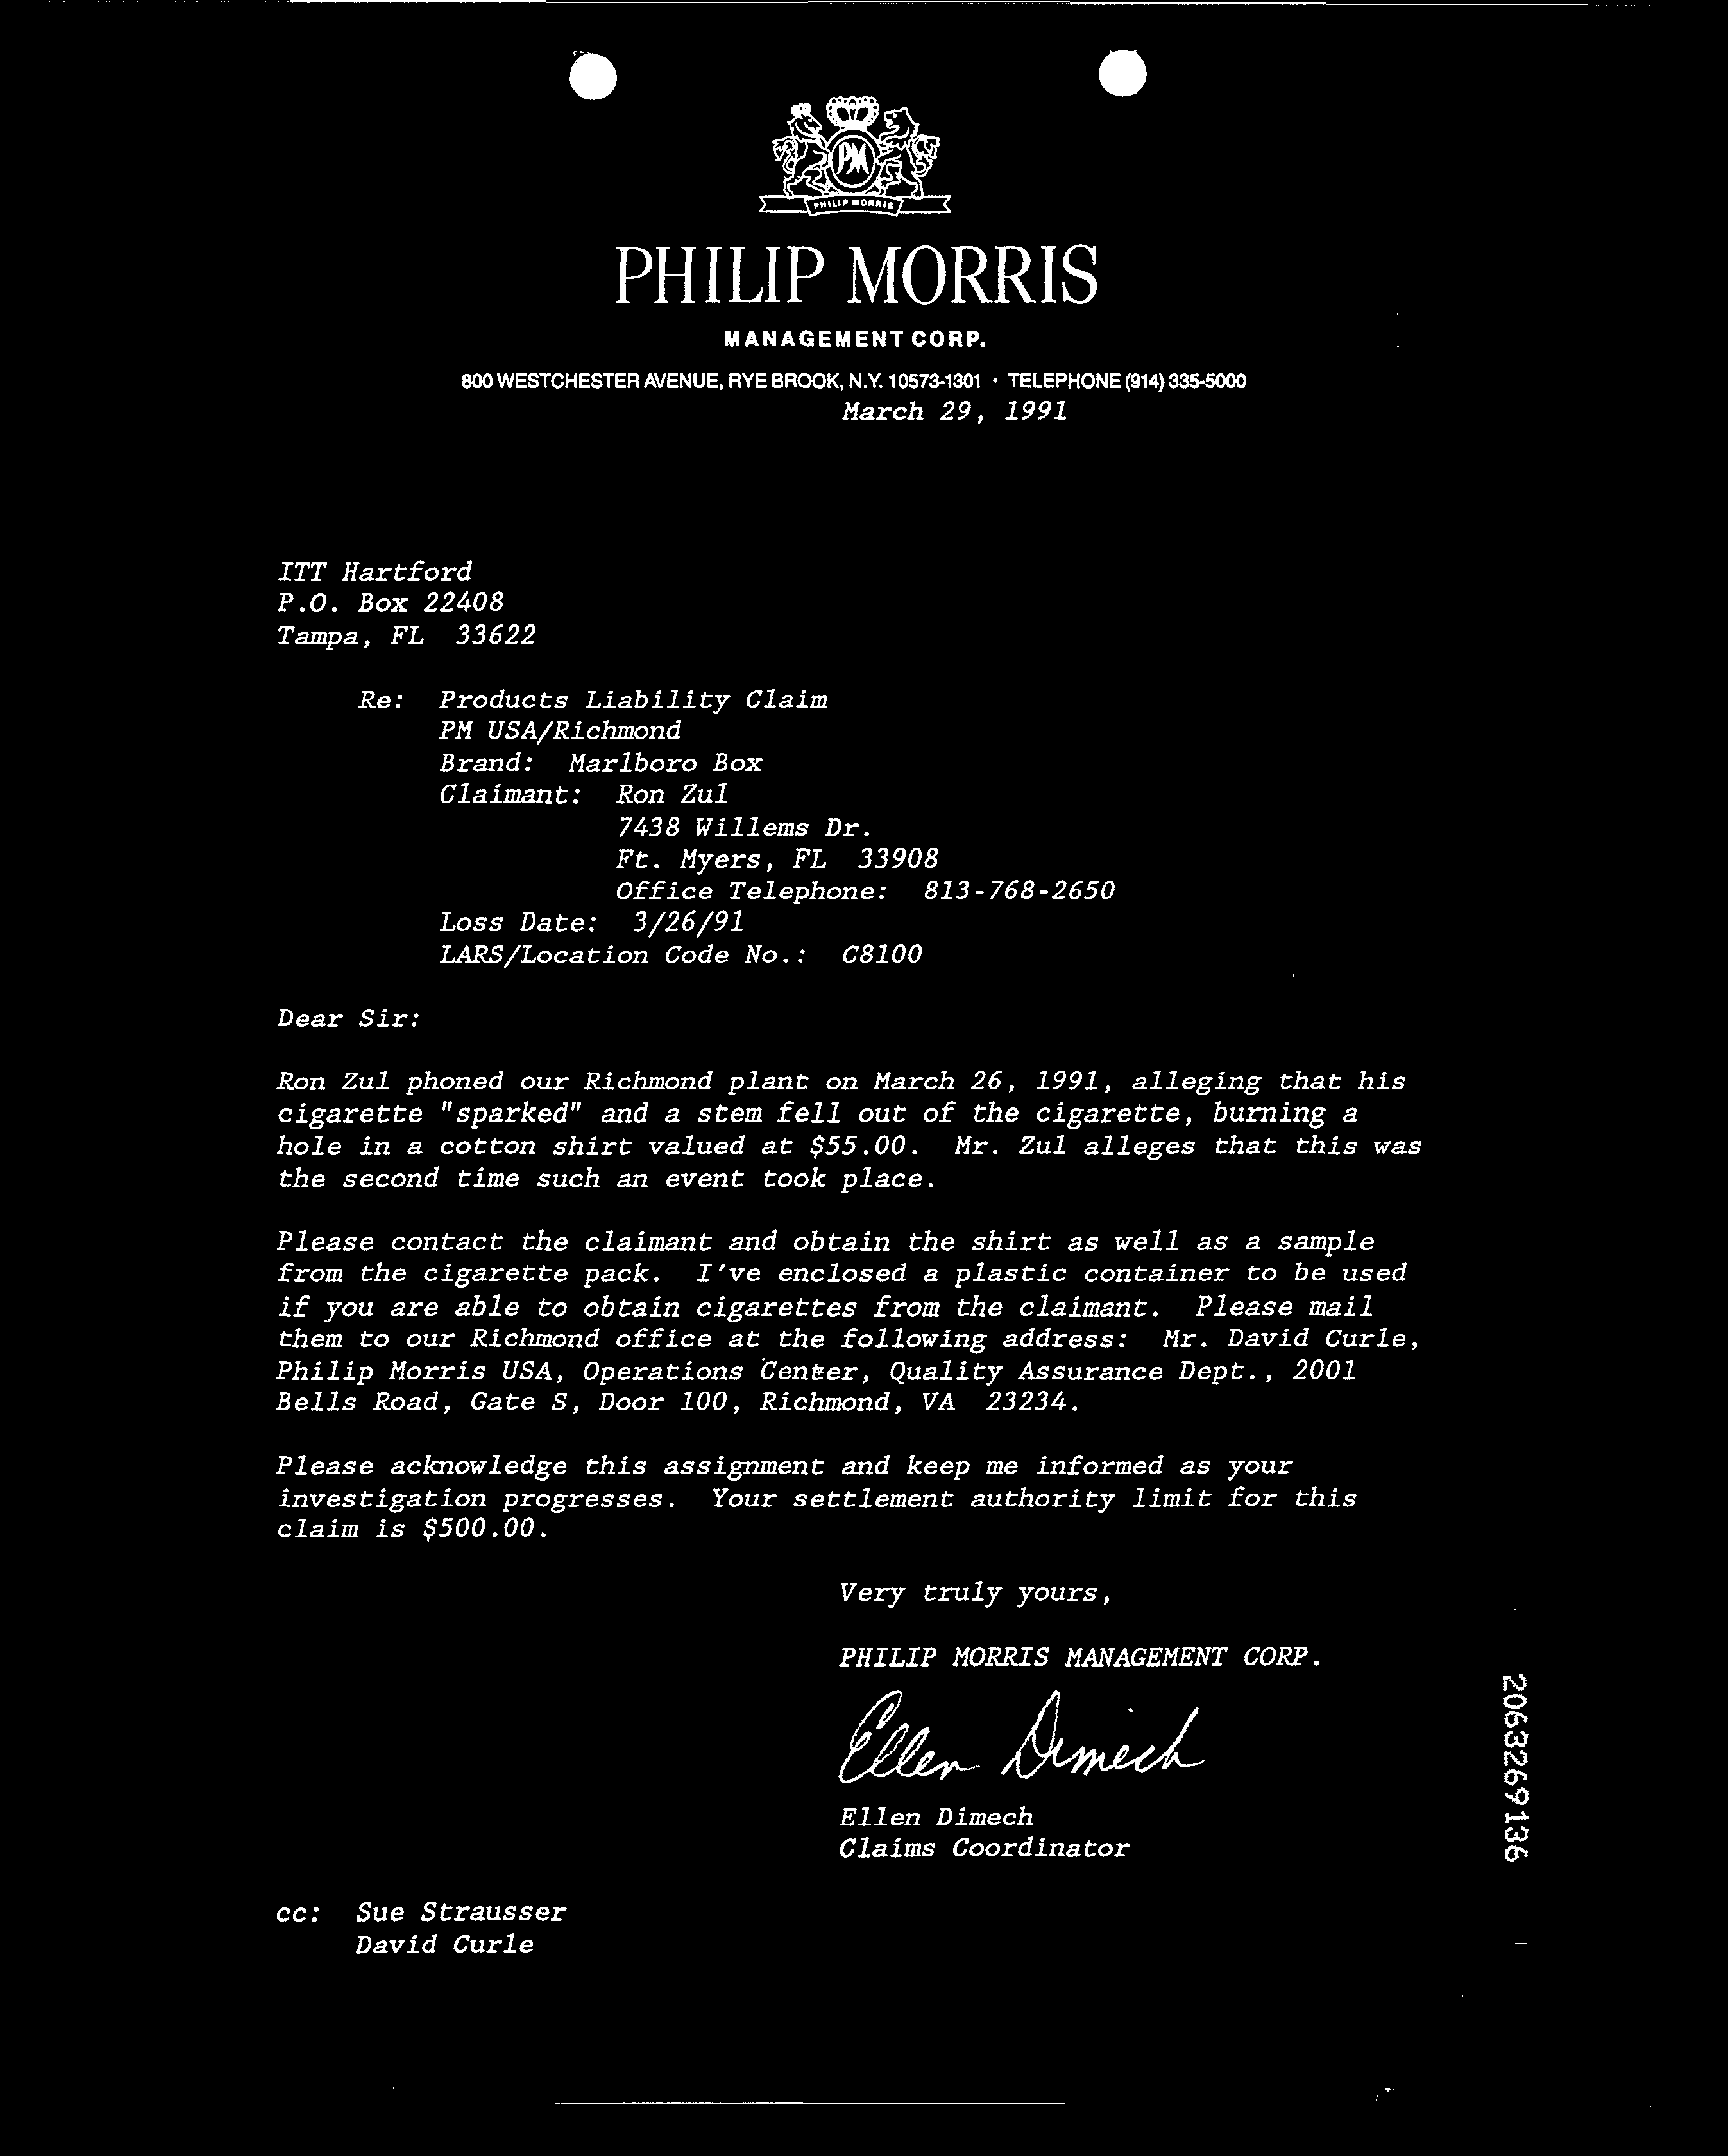 PM
PHILIP MORRIS
PHILIP MORRIS
MANAGEMENT CORP.
800 WESTCHESTER AVENUE, RYE BROOK, N.Y. 10573-1301 • TELEPHONE (914) 335-5000
March 29, 1991
ITT Hartford
P.O. Box 22408
Tampa, FL 33622
Re: Products Liability Claim
PM USA/Richmond
Brand: Marlboro Box
Claimant: Ron Zul
7438 Willems Dr.
Ft. Myers, FL 33908
Office Telephone: 813-768-2650
Loss Date: 3/26/91
LARS/Location Code No.: C8100
Dear Sir:
Ron Zul phoned our Richmond plant on March 26, 1991, alleging that his
cigarette "sparked" and a stem fell out of the cigarette, burning a
hole in a cotton shirt valued at $55.00. Mr. Zul alleges that this was
the second time such an event took place.
Please contact the claimant and obtain the shirt as well as a sample
from the cigarette pack. I've enclosed a plastic container to be used
if you are able to obtain cigarettes from the claimant. Please mail
them to our Richmond office at the following address: Mr. David Curle,
Philip Morris USA, Operations Center, Quality Assurance Dept., 2001
Bells Road, Gate S, Door 100, Richmond, VA 23234.
Please acknowledge this assignment and keep me informed as your
investigation progresses. Your settlement authority limit for this
claim is $500.00.
Very truly yours,
PHILIP MORRIS MANAGEMENT CORP.
Ellen Dimech
Ellen Dimech
Claims Coordinator
2063269136
cc: Sue Strausser
David Curle